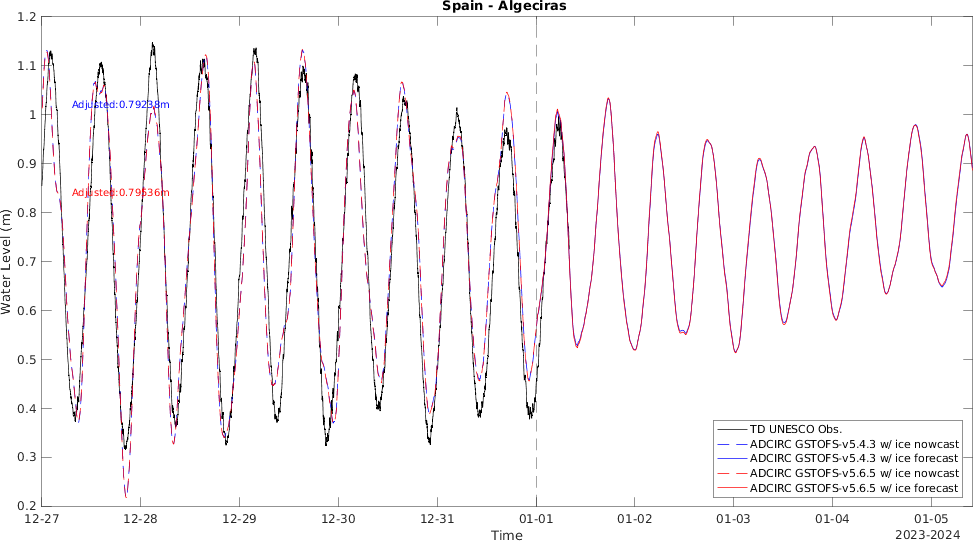 Spain - Algeciras
1.2
1.1
1
0.9
0.8
0.7
0.6
0.5
0.4
0.3
0.2
Water Level (m)
Adjusted:0.79238m
Adjusted:0.79536m
TD UNESCO Obs.
ADCIRC GSTOFS-v5.4.3 w/ ice nowcast
ADCIRC GSTOFS-v5.4.3 w/ ice forecast
ADCIRC GSTOFS-v5.6.5 w/ ice nowcast
ADCIRC GSTOFS-v5.6.5 w/ ice forecast
12-27 12-28 12-29 12-30 12-31 01-01 01-02 01-03 01-04 01-05
Time
2023-2024